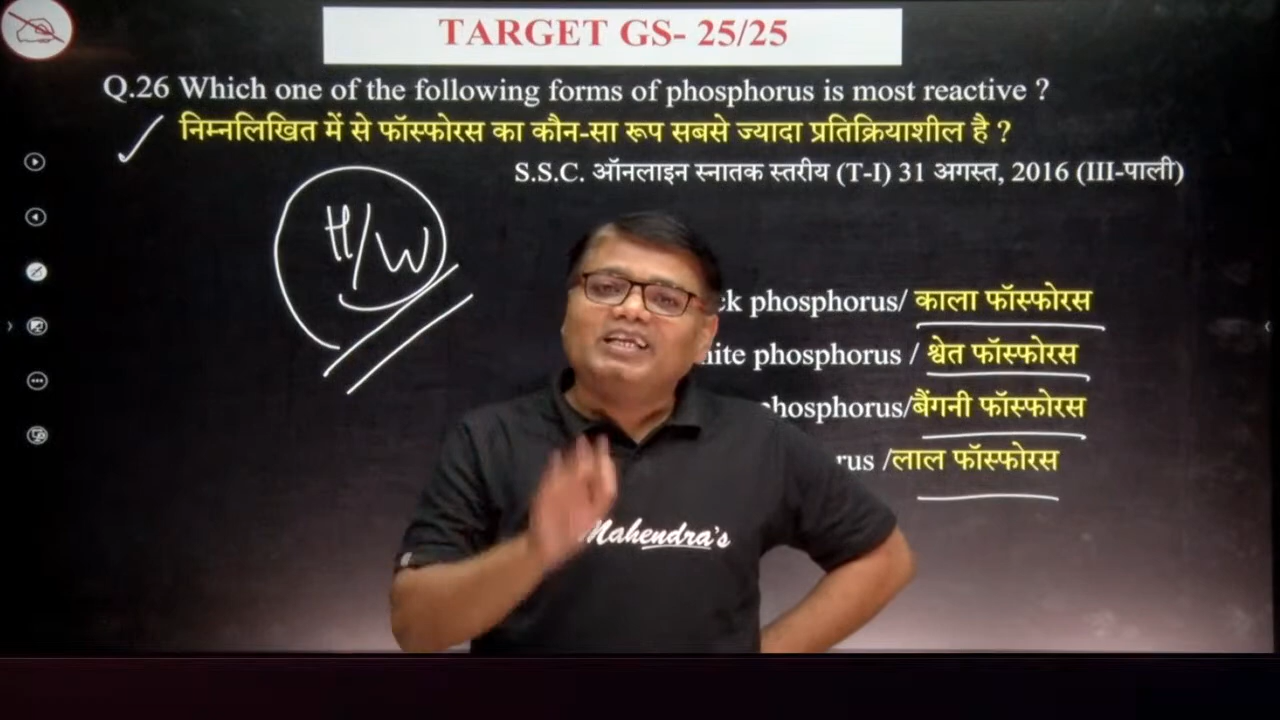 TARGET GS- 25/25
Q.26 Which one of the following forms of phosphorus is most reactive ?
निम्नलिखित में से फॉस्फोरस का कौन-सा रूप सबसे ज्यादा प्रतिक्रियाशील है ?
S.S.C. ऑनलाइन स्नातक स्तरीय (T-I) 31 अगस्त, 2016 (III-पाली)
H/W
phosphorus/ काला फॉस्फोरस
phosphorus / श्वेत फॉस्फोरस
phosphorus/बैंगनी फॉस्फोरस
/लाल फॉस्फोरस
Mahendra's